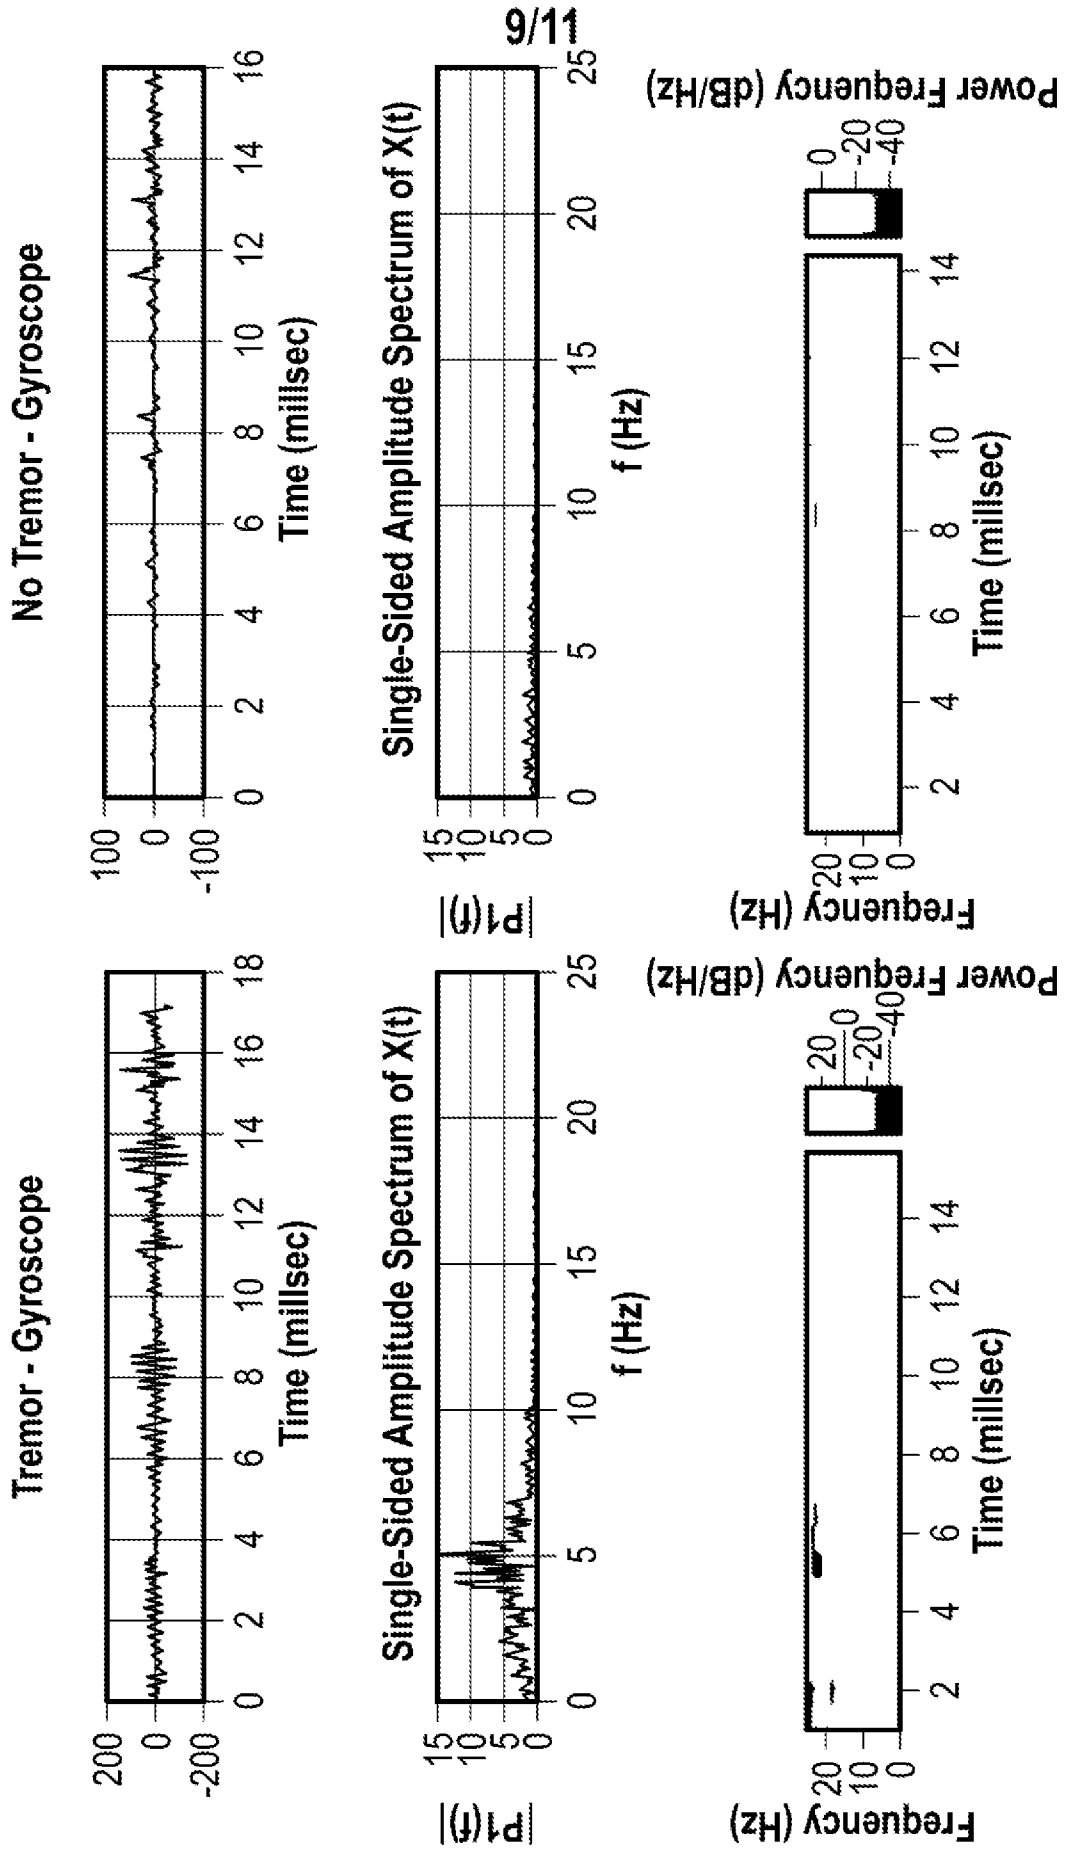 9/11
Tremor - Gyroscope
200
0
-200
0 2 4 6 8 10 12 14 16 18
Time (millsec)
Single-Sided Amplitude Spectrum of X(t)
|P1(f)|
15
10
5
0
0 5 10 15 20 25
f (Hz)
Frequency (Hz)
20
10
0
2 4 6 8 10 12 14
Time (millsec)
20
0
-20
-40
Power Frequency (dB/Hz)
No Tremor - Gyroscope
100
0
-100
0 2 4 6 8 10 12 14 16
Time (millsec)
Single-Sided Amplitude Spectrum of X(t)
|P1(f)|
15
10
5
0
0 5 10 15 20 25
f (Hz)
Frequency (Hz)
20
10
0
2 4 6 8 10 12 14
Time (millsec)
0
-20
-40
Power Frequency (dB/Hz)